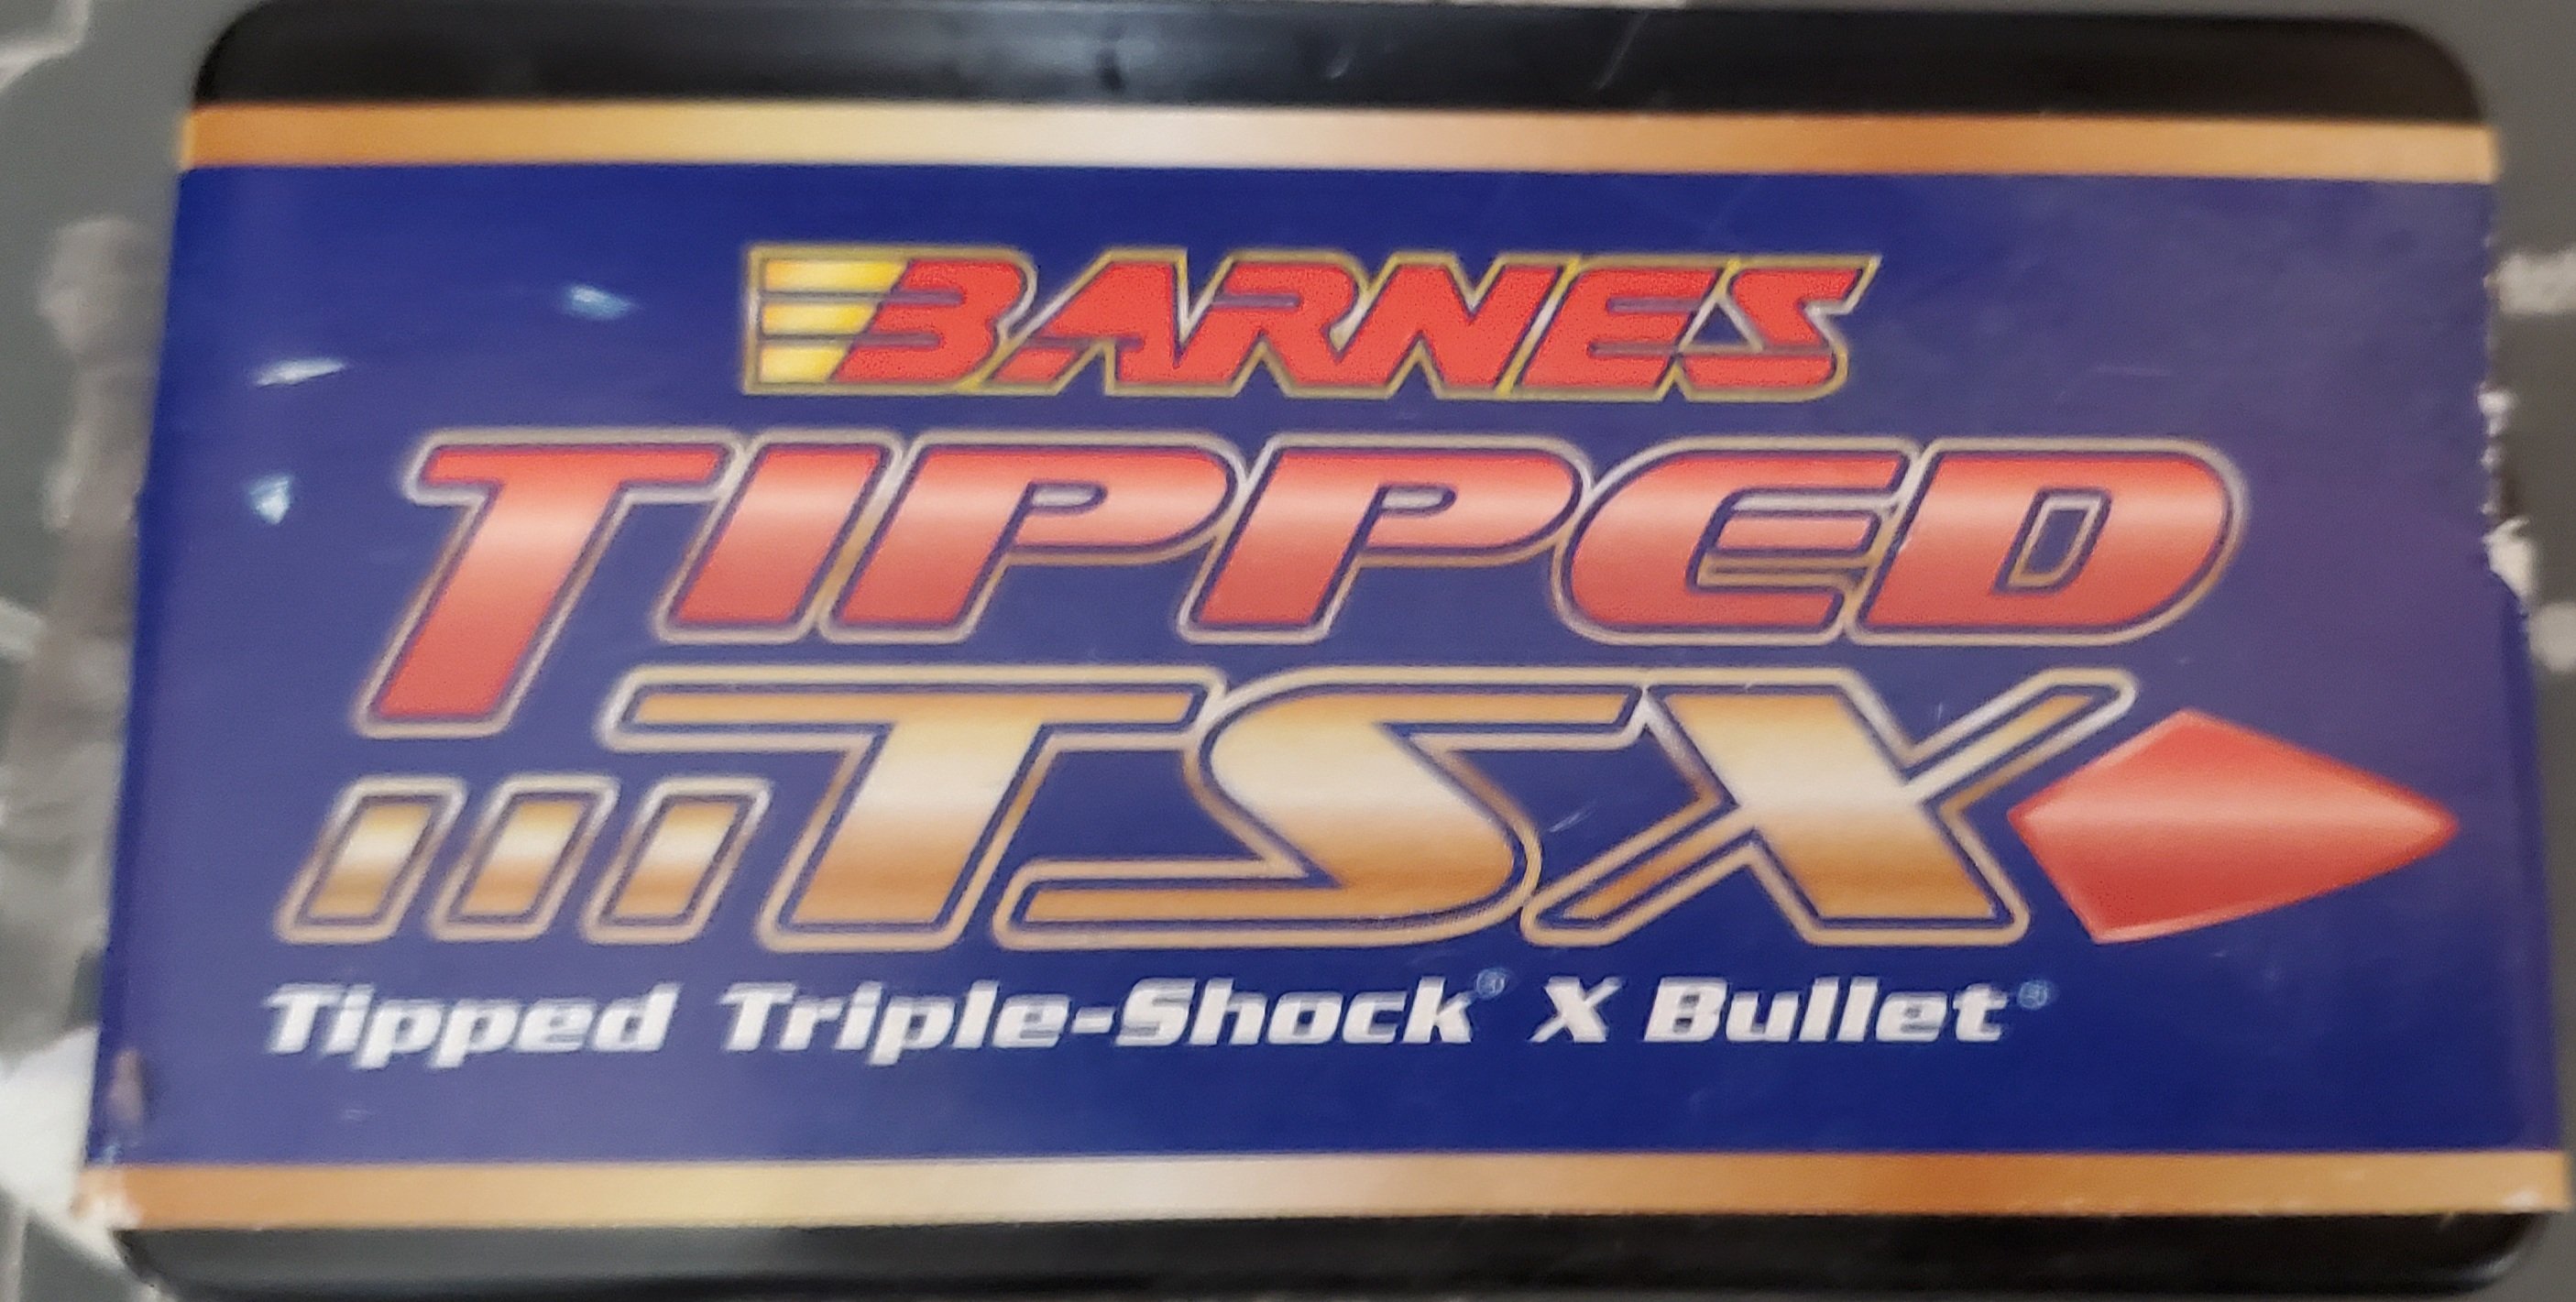 BARNES
TIPPED
TSX
Tipped Triple-Shock® X Bullet®